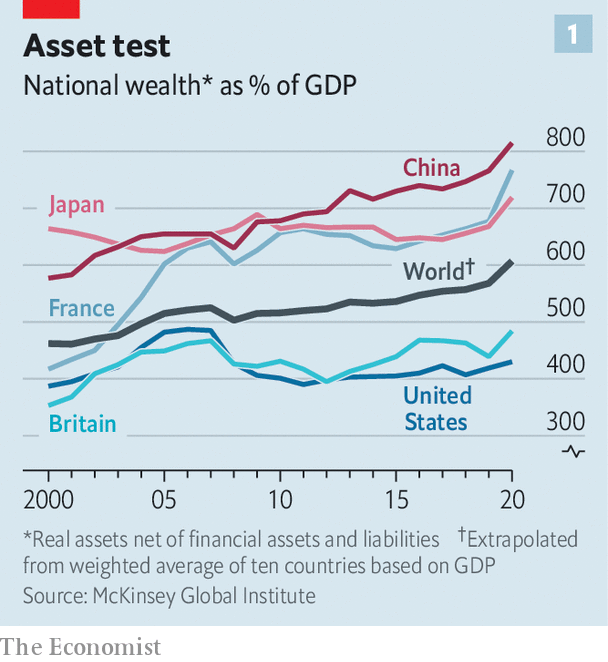 Asset test
1
National wealth* as % of GDP
800
China
Japan
700
600
World†
France
500
400
United
States
Britain
300
2000 05 10 15 20
*Real assets net of financial assets and liabilities †Extrapolated
from weighted average of ten countries based on GDP
Source: McKinsey Global Institute
The Economist